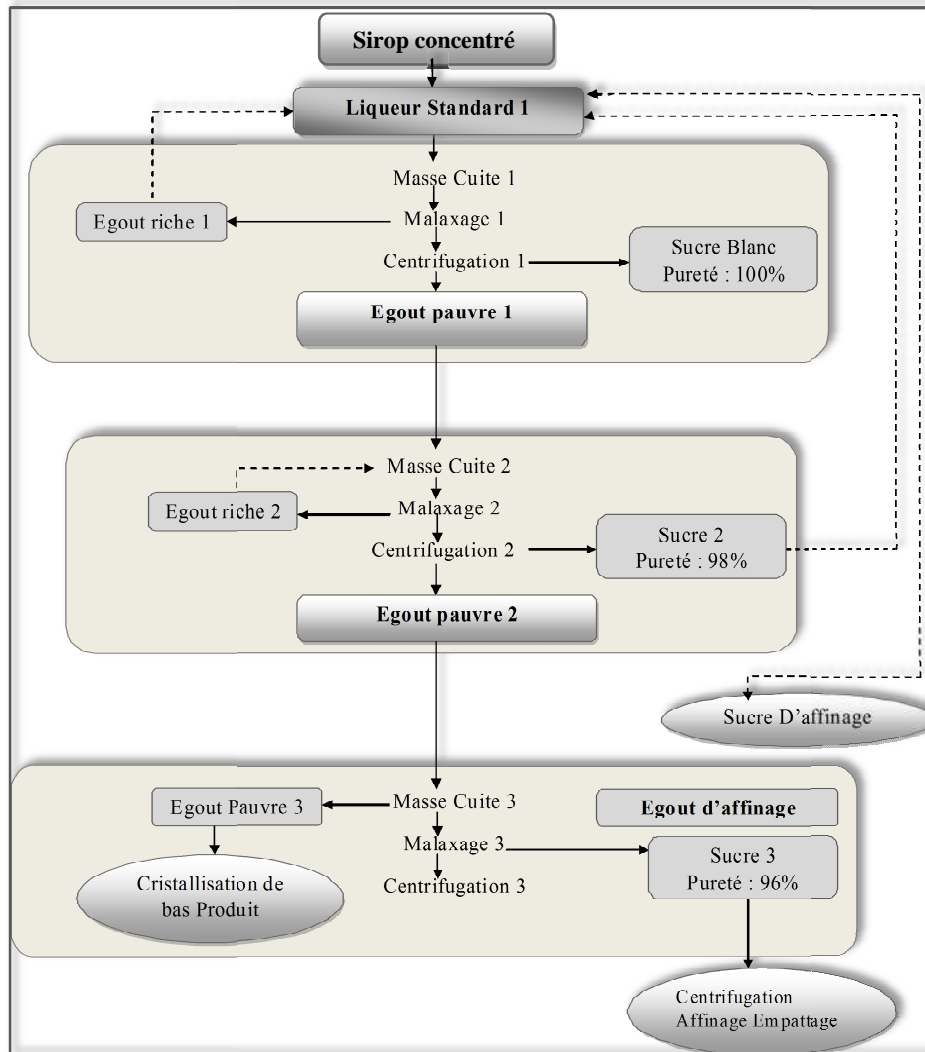 Sirop concentré
Liqueur Standard 1
Masse Cuite 1
Egout riche 1
Malaxage 1
Centrifugation 1
Sucre Blanc
Pureté : 100%
Egout pauvre 1
Masse Cuite 2
Egout riche 2
Malaxage 2
Centrifugation 2
Sucre 2
Pureté : 98%
Egout pauvre 2
Sucre D’affinage
Egout Pauvre 3
Masse Cuite 3
Egout d’affinage
Malaxage 3
Sucre 3
Pureté : 96%
Centrifugation 3
Cristallisation de
bas Produit
Centrifugation
Affinage Empattage